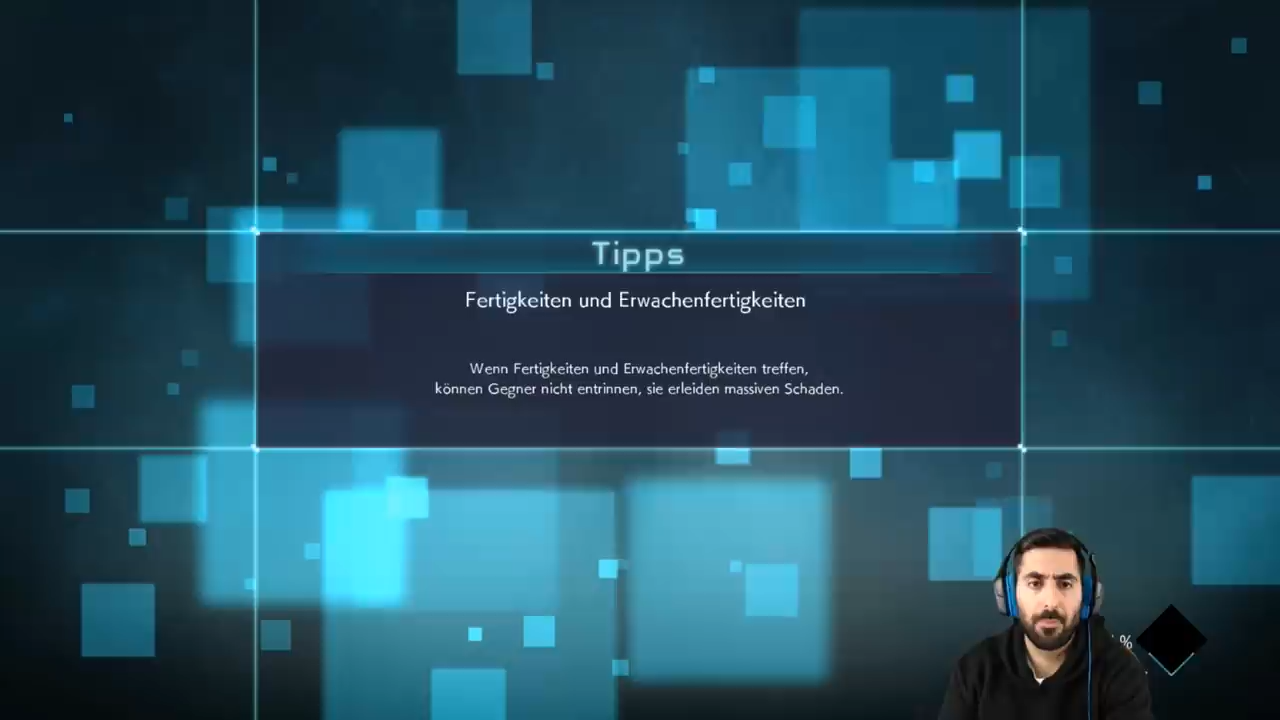 Tipps
Fertigkeiten und Erwachenfertigkeiten
Wenn Fertigkeiten und Erwachenfertigkeiten treffen,
können Gegner nicht entrinnen, sie erleiden massiven Schaden.
%